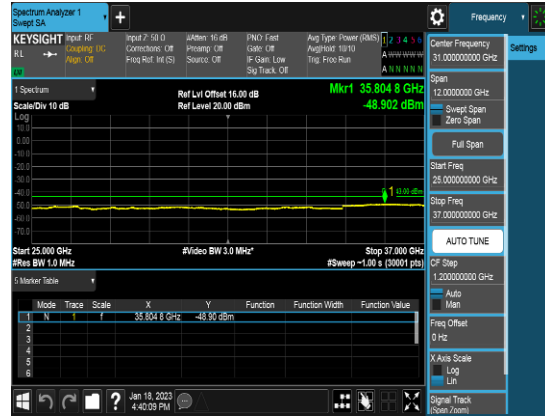 Spectrum Analyzer 1
Swept SA
+
Frequency
KEYSIGHT
RL
Input: RF
Coupling: DC
Align: Off
Input Z: 50 Ω
Corrections: Off
Freq Ref: Int (S)
#Atten: 16 dB
Preamp: Off
Source: Off
PNO: Fast
Gate: Off
IF Gain: Low
Sig Track: Off
Avg Type: Power (RMS)
Avg|Hold: 10/10
Trig: Free Run
1 2 3 4 5 6
A W W W W W
A N N N N N
LNI
1 Spectrum
Scale/Div 10 dB
Ref Lvl Offset 16.00 dB
Ref Level 20.00 dBm
Mkr1 35.804 8 GHz
-48.902 dBm
Log
10.0
0.00
-10.0
-20.0
-30.0
-40.0
-50.0
-60.0
-70.0
1
-43.00 dBm
Start 25.000 GHz
#Res BW 1.0 MHz
#Video BW 3.0 MHz*
Stop 37.000 GHz
#Sweep ~1.00 s (30001 pts)
5 Marker Table
Mode Trace Scale X Y Function Function Width Function Value
1 N 1 f 35.804 8 GHz -48.90 dBm
2
3
4
5
6
Jan 18, 2023
4:40:09 PM
?
Settings
Center Frequency
31.000000000 GHz
Span
12.0000000 GHz
Swept Span
Zero Span
Full Span
Start Freq
25.000000000 GHz
Stop Freq
37.000000000 GHz
AUTO TUNE
CF Step
1.200000000 GHz
Auto
Man
Freq Offset
0 Hz
X Axis Scale
Log
Lin
Signal Track
(Span Zoom)